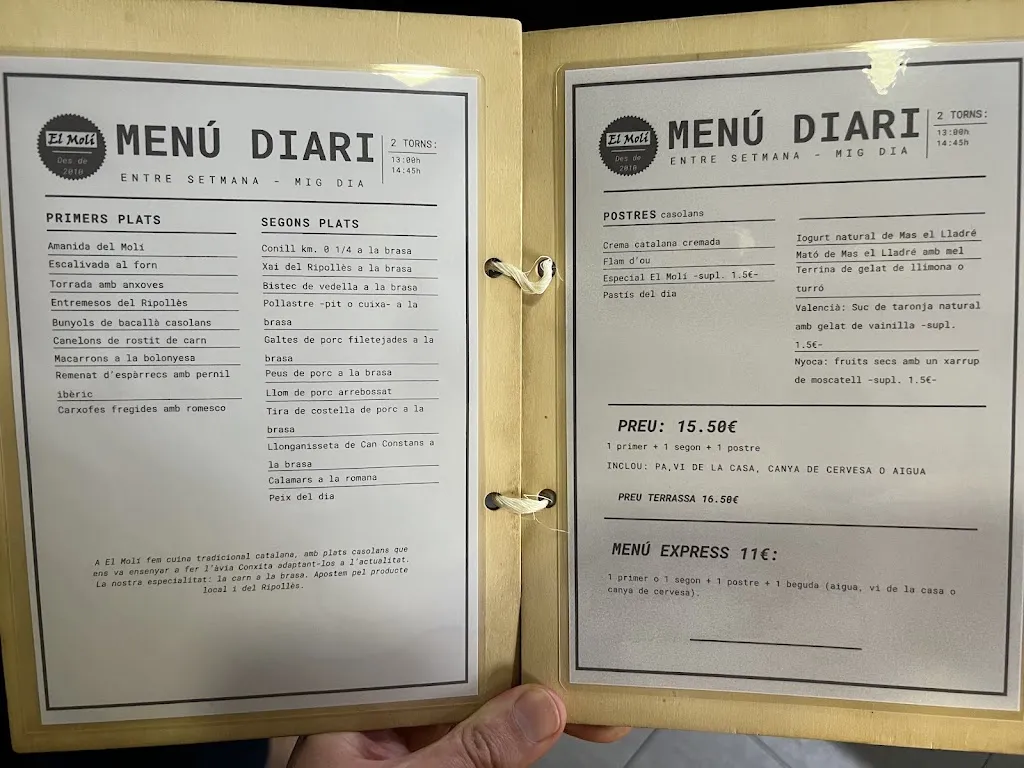 El Molí
Des de
2010
MENÚ DIARI
ENTRE SETMANA - MIG DIA
2 TORNS:
13:00h
14:45h
PRIMERS PLATS
Amanida del Molí
Escalivada al forn
Torrada amb anxoves
Entremesos del Ripollès
Bunyols de bacallà casolans
Canelons de rostit de carn
Macarrons a la bolonyesa
Remenat d'espàrrecs amb pernil
ibèric
Carxofes fregides amb romesco
SEGONS PLATS
Conill km. 0 1/4 a la brasa
Xai del Ripollès a la brasa
Bistec de vedella a la brasa
Pollastre -pit o cuixa- a la
brasa
Galtes de porc filetejades a la
brasa
Peus de porc a la brasa
Llom de porc arrebossat
Tira de costella de porc a la
brasa
Llonganisseta de Can Constans a
la brasa
Calamars a la romana
Peix del dia
A El Molí fem cuina tradicional catalana, amb plats casolans que
ens va ensenyar a fer l'àvia Conxita adaptant-los a l'actualitat.
La nostra especialitat: la carn a la brasa. Apostem pel producte
local i del Ripollès.
El Molí
Des de
2010
MENÚ DIARI
ENTRE SETMANA - MIG DIA
2 TORNS:
13:00h
14:45h
POSTRES casolans
Crema catalana cremada
Flam d'ou
Especial El Molí -supl. 1.5€-
Pastís del dia
Iogurt natural de Mas el Lladré
Mató de Mas el Lladré amb mel
Terrina de gelat de llimona o
turró
Valencià: Suc de taronja natural
amb gelat de vainilla -supl.
1.5€-
Nyoca: fruits secs amb un xarrup
de moscatell -supl. 1.5€-
PREU: 15.50€
1 primer + 1 segon + 1 postre
INCLOU: PA,VI DE LA CASA, CANYA DE CERVESA O AIGUA
PREU TERRASSA 16.50€
MENÚ EXPRESS 11€:
1 primer o 1 segon + 1 postre + 1 beguda (aigua, vi de la casa o
canya de cervesa).